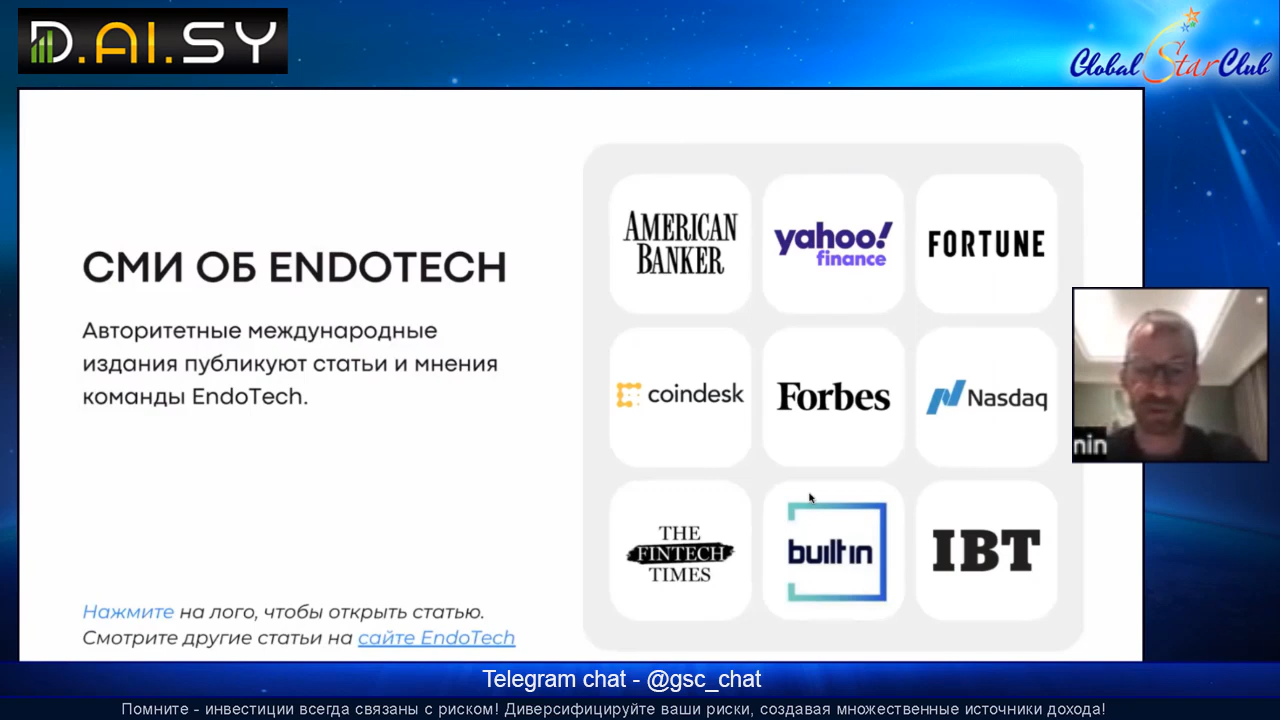 D.AI.SY
Global Star Club
СМИ ОБ ENDOTECH
Авторитетные международные
издания публикуют статьи и мнения
команды EndoTech.
Нажмите на лого, чтобы открыть статью.
Смотрите другие статьи на сайте EndoTech
AMERICAN
BANKER
yahoo!
finance
FORTUNE
coindesk
Forbes
Nasdaq
THE
FINTECH
TIMES
built in
IBT
nin
Telegram chat - @gsc_chat
Помните - инвестиции всегда связаны с риском! Диверсифицируйте ваши риски, создавая множественные источники дохода!